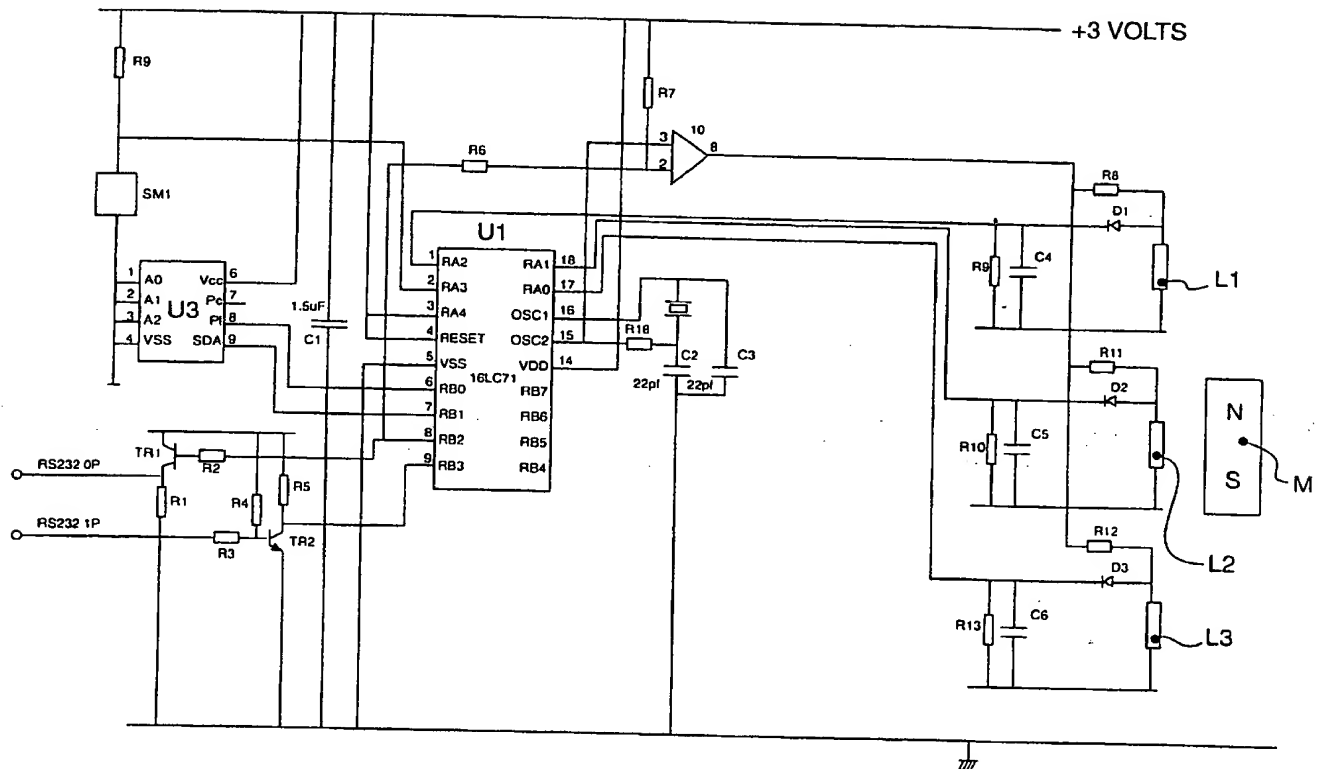 +3 VOLTS
R9
R7
10
3
8
2
R6
R8
SM1
D1
U1
1 RA2 RA1 18
2 RA3 RA0 17
3 RA4 OSC1 16
4 RESET OSC2 15
5 VSS VDD 14
16LC71
6 RB0 RB7
7 RB1 RB6
8 RB2 RB5
9 RB3 RB4
R9
C4
L1
1 A0 Vcc 6
2 A1 Pc 7
U3
3 A2 Pf 8
4 VSS SDA 9
1.5uF
C1
R18
C2
C3
22pf
22pf
R11
D2
N
S
M
R10
C5
L2
TR1
R2
RS232 0P
R1
R4
R5
RS232 1P
R3
TR2
R12
D3
R13
C6
L3